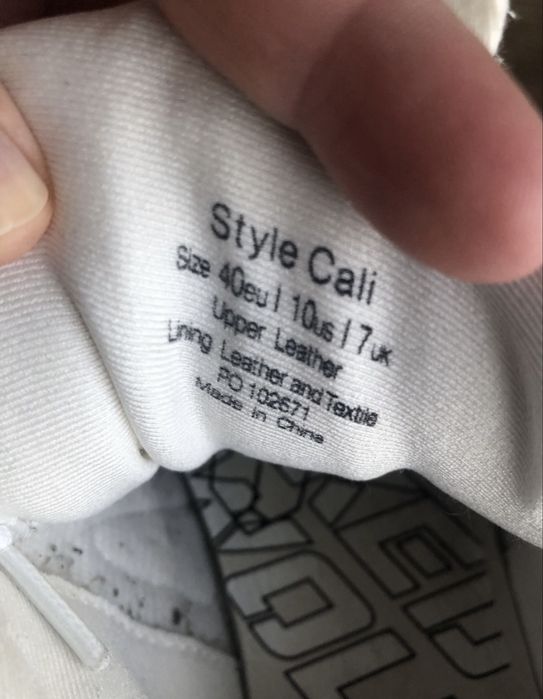 Style Cali
Size 40eu | 10us | 7uk
Upper Leather
Lining Leather and Textile
PO 102671
Made in China